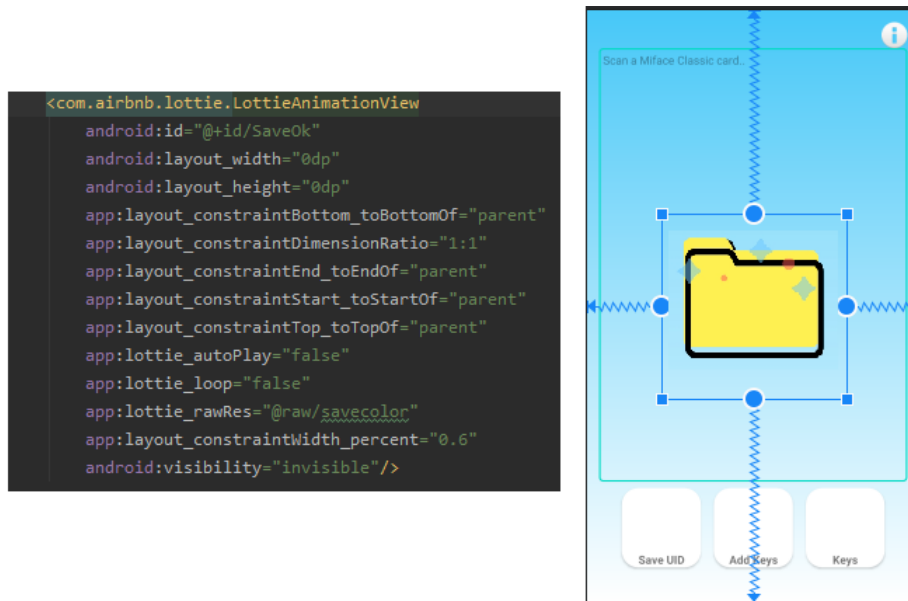 <com.airbnb.lottie.LottieAnimationView
android:id="@+id/SaveOk"
android:layout_width="0dp"
android:layout_height="0dp"
app:layout_constraintBottom_toBottomOf="parent"
app:layout_constraintDimensionRatio="1:1"
app:layout_constraintEnd_toEndOf="parent"
app:layout_constraintStart_toStartOf="parent"
app:layout_constraintTop_toTopOf="parent"
app:lottie_autoPlay="false"
app:lottie_loop="false"
app:lottie_rawRes="@raw/savecolor"
app:layout_constraintWidth_percent="0.6"
android:visibility="invisible"/>
i
Scan a Miface Classic card..
Save UID
Add Keys
Keys